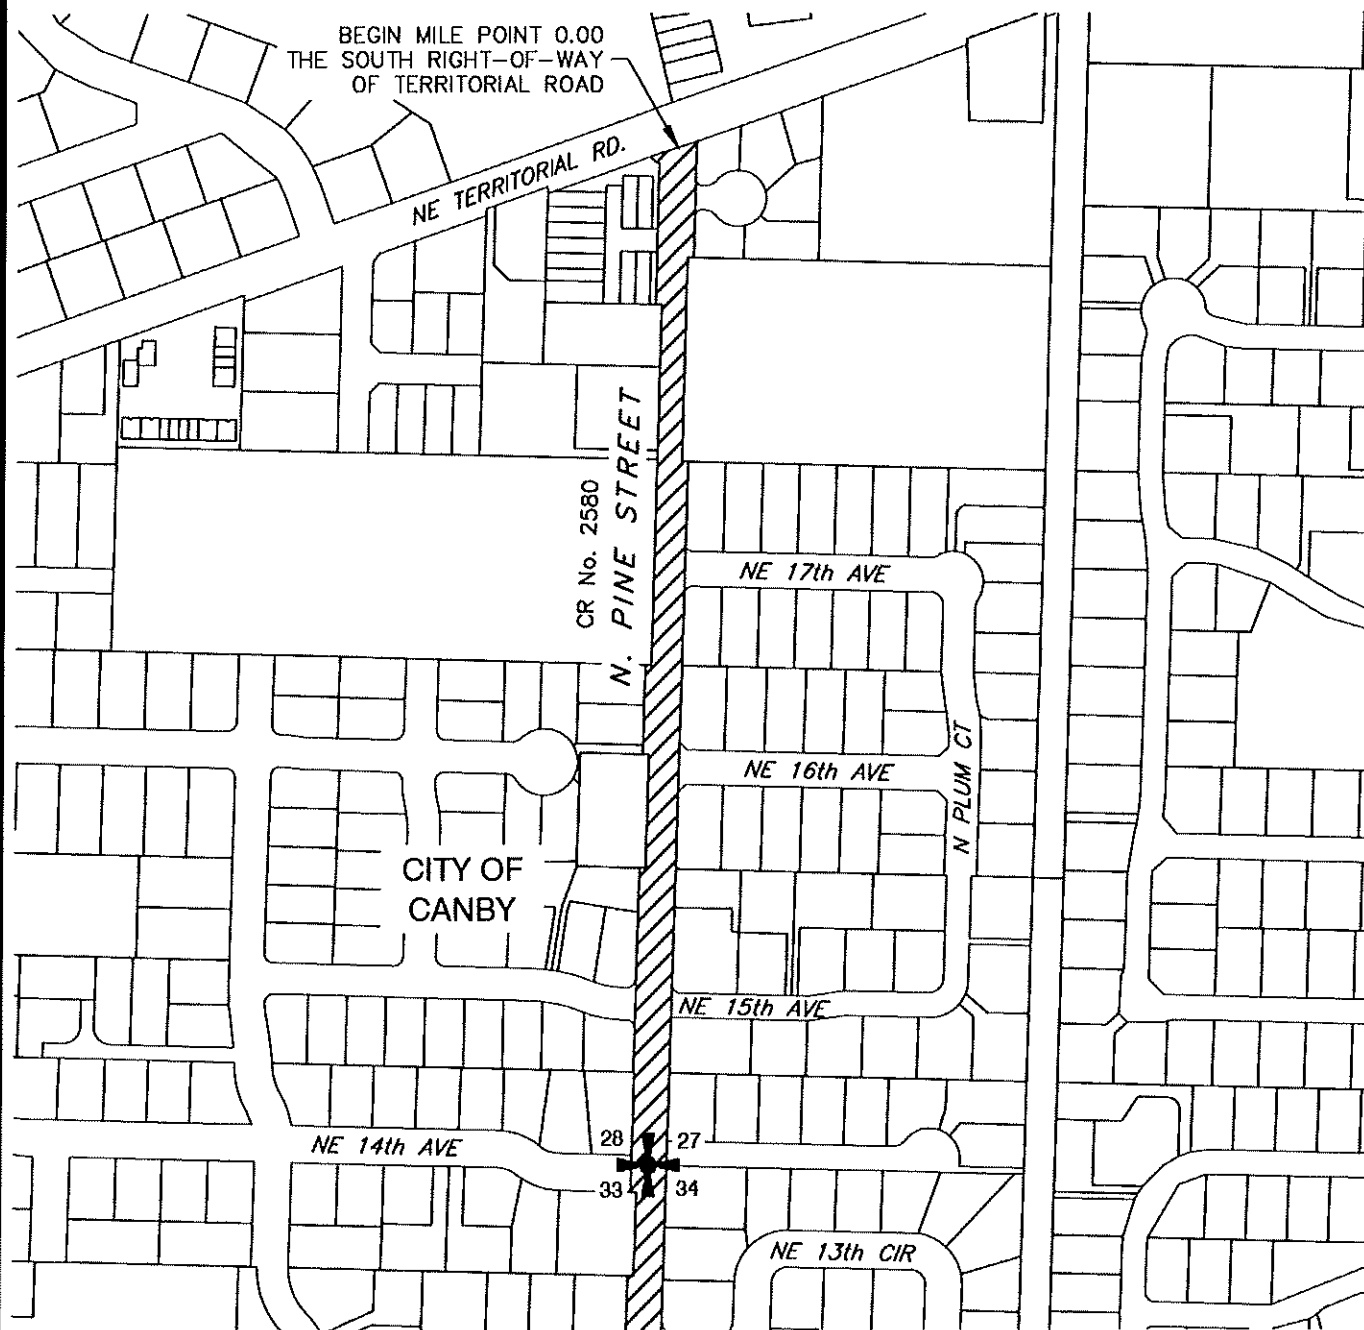 BEGIN MILE POINT 0.00
THE SOUTH RIGHT-OF-WAY
OF TERRITORIAL ROAD
NE TERRITORIAL RD.
CR No. 2580
N. PINE STREET
NE 17th AVE
NE 16th AVE
N PLUM CT
CITY OF
CANBY
NE 15th AVE
NE 14th AVE
28
27
33
34
NE 13th CIR